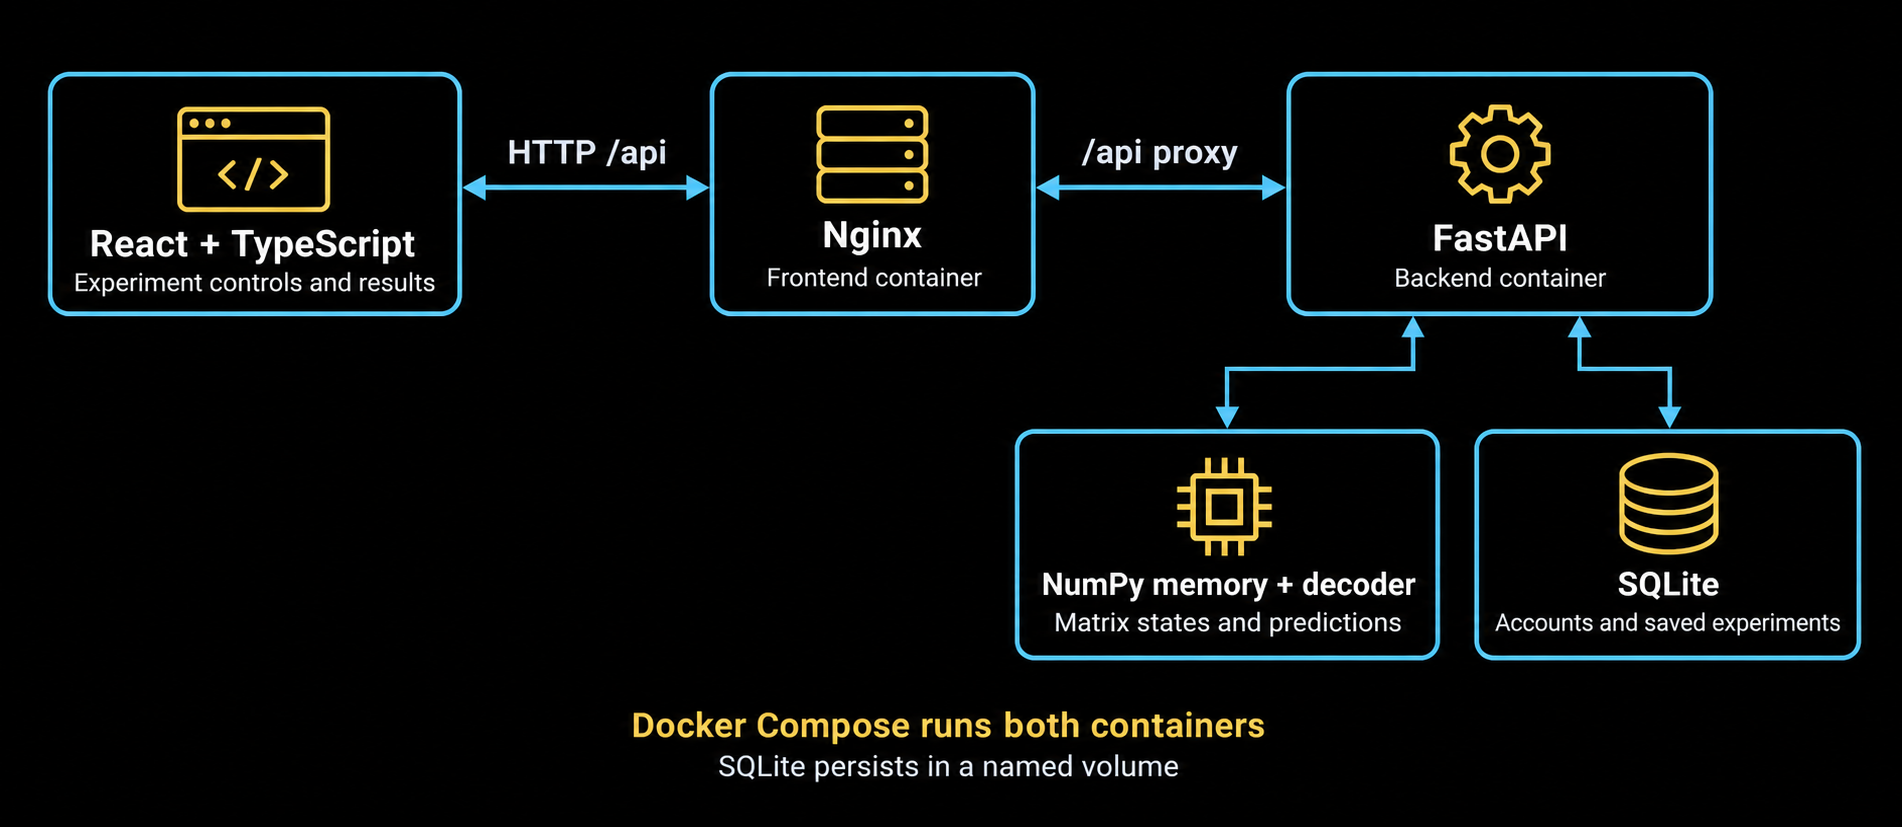 HTTP /api
/api proxy
React + TypeScript
Experiment controls and results
Nginx
Frontend container
FastAPI
Backend container
NumPy memory + decoder
Matrix states and predictions
SQLite
Accounts and saved experiments
Docker Compose runs both containers
SQLite persists in a named volume